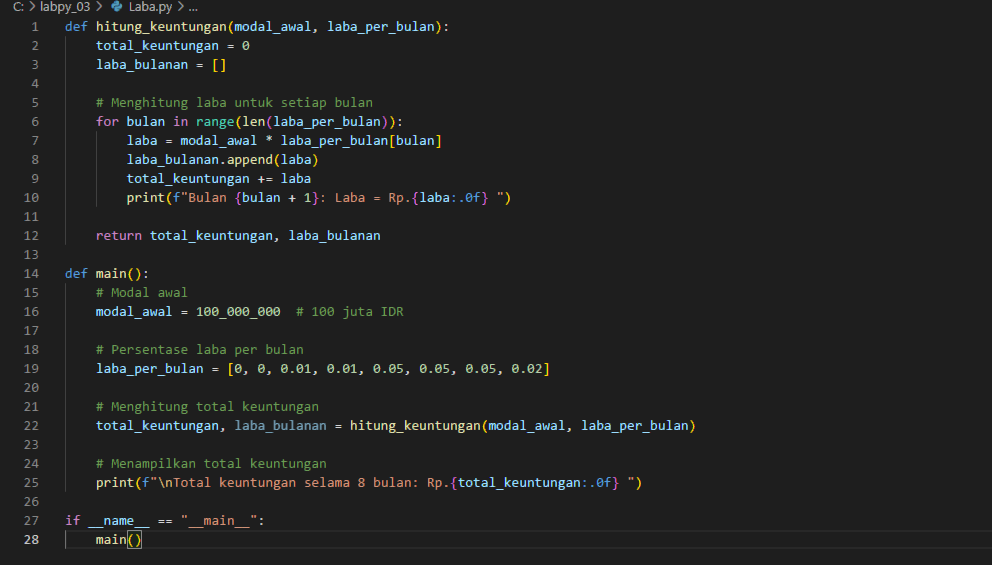 C: > labpy_03 > Laba.py > ...
1 def hitung_keuntungan(modal_awal, laba_per_bulan):
2     total_keuntungan = 0
3     laba_bulanan = []
4
5     # Menghitung laba untuk setiap bulan
6     for bulan in range(len(laba_per_bulan)):
7         laba = modal_awal * laba_per_bulan[bulan]
8         laba_bulanan.append(laba)
9         total_keuntungan += laba
10         print(f"Bulan {bulan + 1}: Laba = Rp.{laba:.0f} ")
11
12     return total_keuntungan, laba_bulanan
13
14 def main():
15     # Modal awal
16     modal_awal = 100_000_000  # 100 juta IDR
17
18     # Persentase laba per bulan
19     laba_per_bulan = [0, 0, 0.01, 0.01, 0.05, 0.05, 0.05, 0.02]
20
21     # Menghitung total keuntungan
22     total_keuntungan, laba_bulanan = hitung_keuntungan(modal_awal, laba_per_bulan)
23
24     # Menampilkan total keuntungan
25     print(f"\nTotal keuntungan selama 8 bulan: Rp.{total_keuntungan:.0f} ")
26
27 if __name__ == "__main__":
28     main()